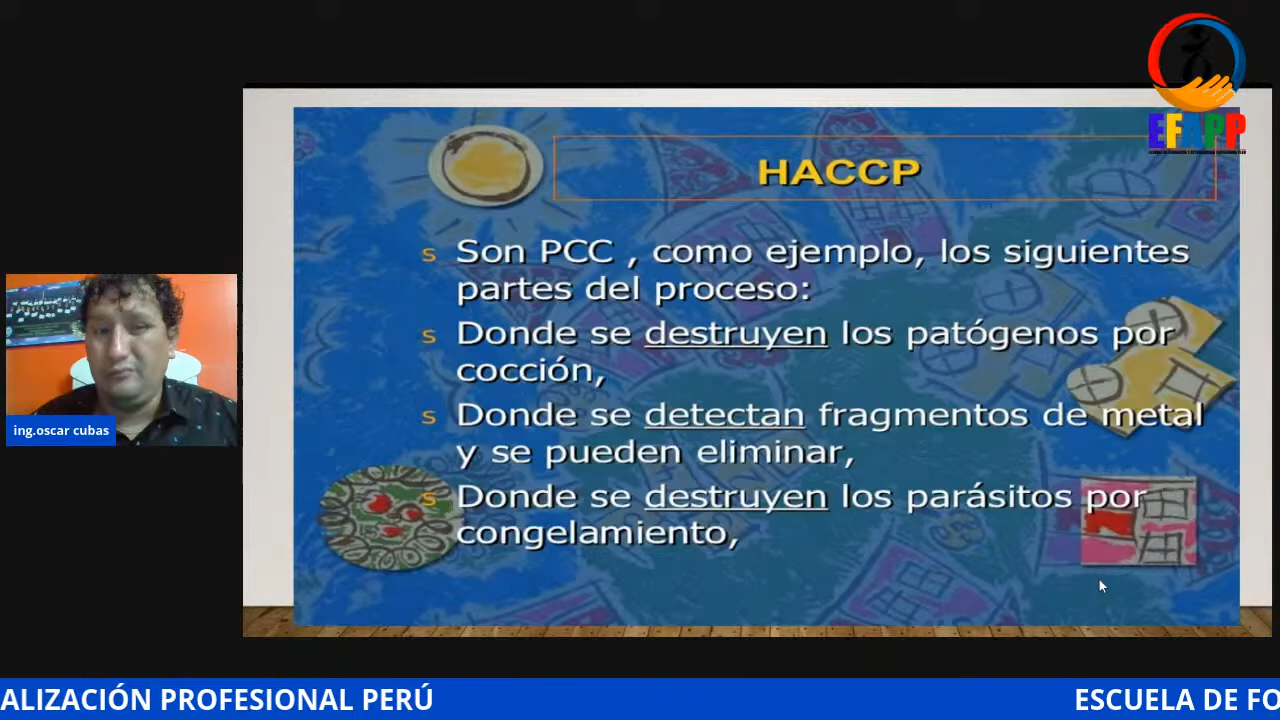 EFAPP
HACCP
s Son PCC , como ejemplo, los siguientes
partes del proceso:
s Donde se destruyen los patógenos por
cocción,
s Donde se detectan fragmentos de metal
y se pueden eliminar,
s Donde se destruyen los parásitos por
congelamiento,
ing.oscar cubas
ALIZACIÓN PROFESIONAL PERÚ
ESCUELA DE FO